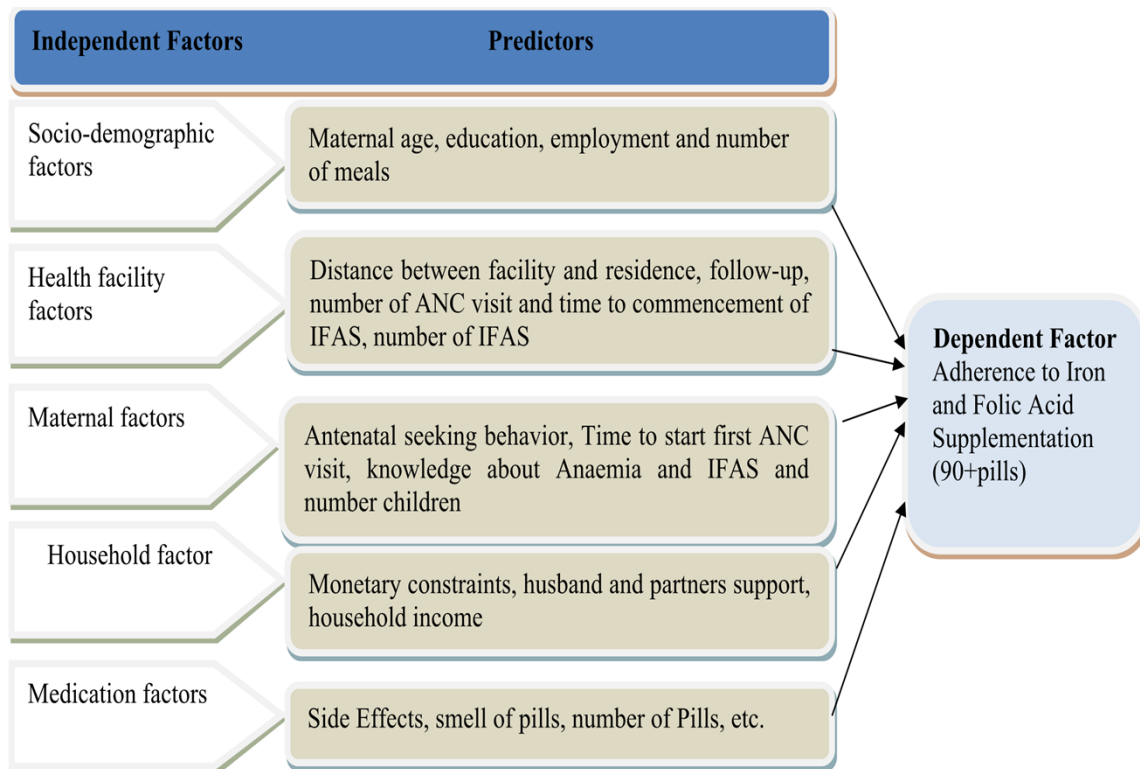 Independent Factors Predictors
Socio-demographic
factors
Maternal age, education, employment and number
of meals
Health facility
factors
Distance between facility and residence, follow-up,
number of ANC visit and time to commencement of
IFAS, number of IFAS
Maternal factors
Antenatal seeking behavior, Time to start first ANC
visit, knowledge about Anaemia and IFAS and
number children
Household factor
Monetary constraints, husband and partners support,
household income
Medication factors
Side Effects, smell of pills, number of Pills, etc.
Dependent Factor
Adherence to Iron
and Folic Acid
Supplementation
(90+pills)